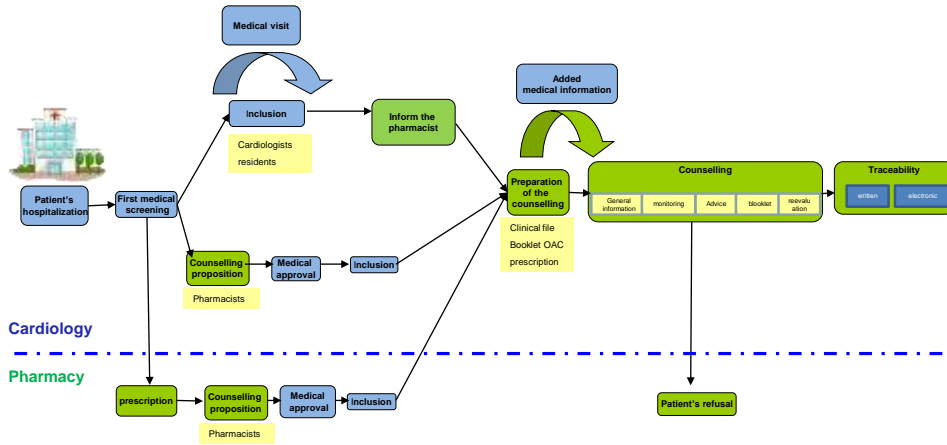 Medical visit
Added
medical information
Inclusion
Cardiologists
residents
Inform the
pharmacist
Patient's
hospitalization
First medical
screening
Preparation
of the
counselling
Clinical file
Booklet OAC
prescription
Counselling
General
information
monitoring
Advice
blooklet
reevalu
ation
Traceability
written
electronic
Counselling
proposition
Pharmacists
Medical
approval
Inclusion
Cardiology
Pharmacy
prescription
Counselling
proposition
Pharmacists
Medical
approval
Inclusion
Patient's refusal